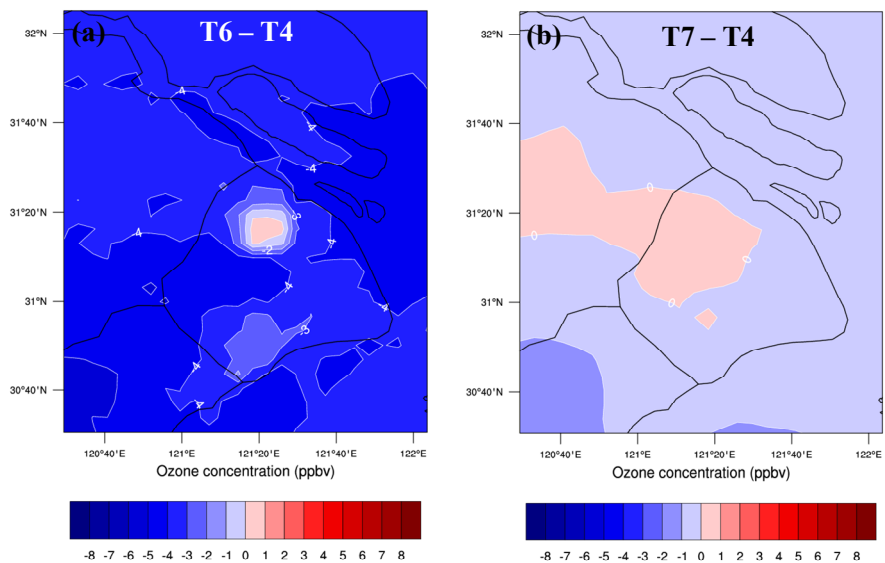 (a)
T6 – T4
32°N
31°40'N
31°20'N
31°N
30°40'N
-4
4
-4
3
-4
-2
-4
-4
-4
-3
-4
-4
120°40'E
121°E
121°20'E
121°40'E
122°E
Ozone concentration (ppbv)
-8 -7 -6 -5 -4 -3 -2 -1 0 1 2 3 4 5 6 7 8
(b)
T7 – T4
32°N
31°40'N
31°20'N
31°N
30°40'N
0
0
0
0
120°40'E
121°E
121°20'E
121°40'E
122°E
Ozone concentration (ppbv)
-8 -7 -6 -5 -4 -3 -2 -1 0 1 2 3 4 5 6 7 8